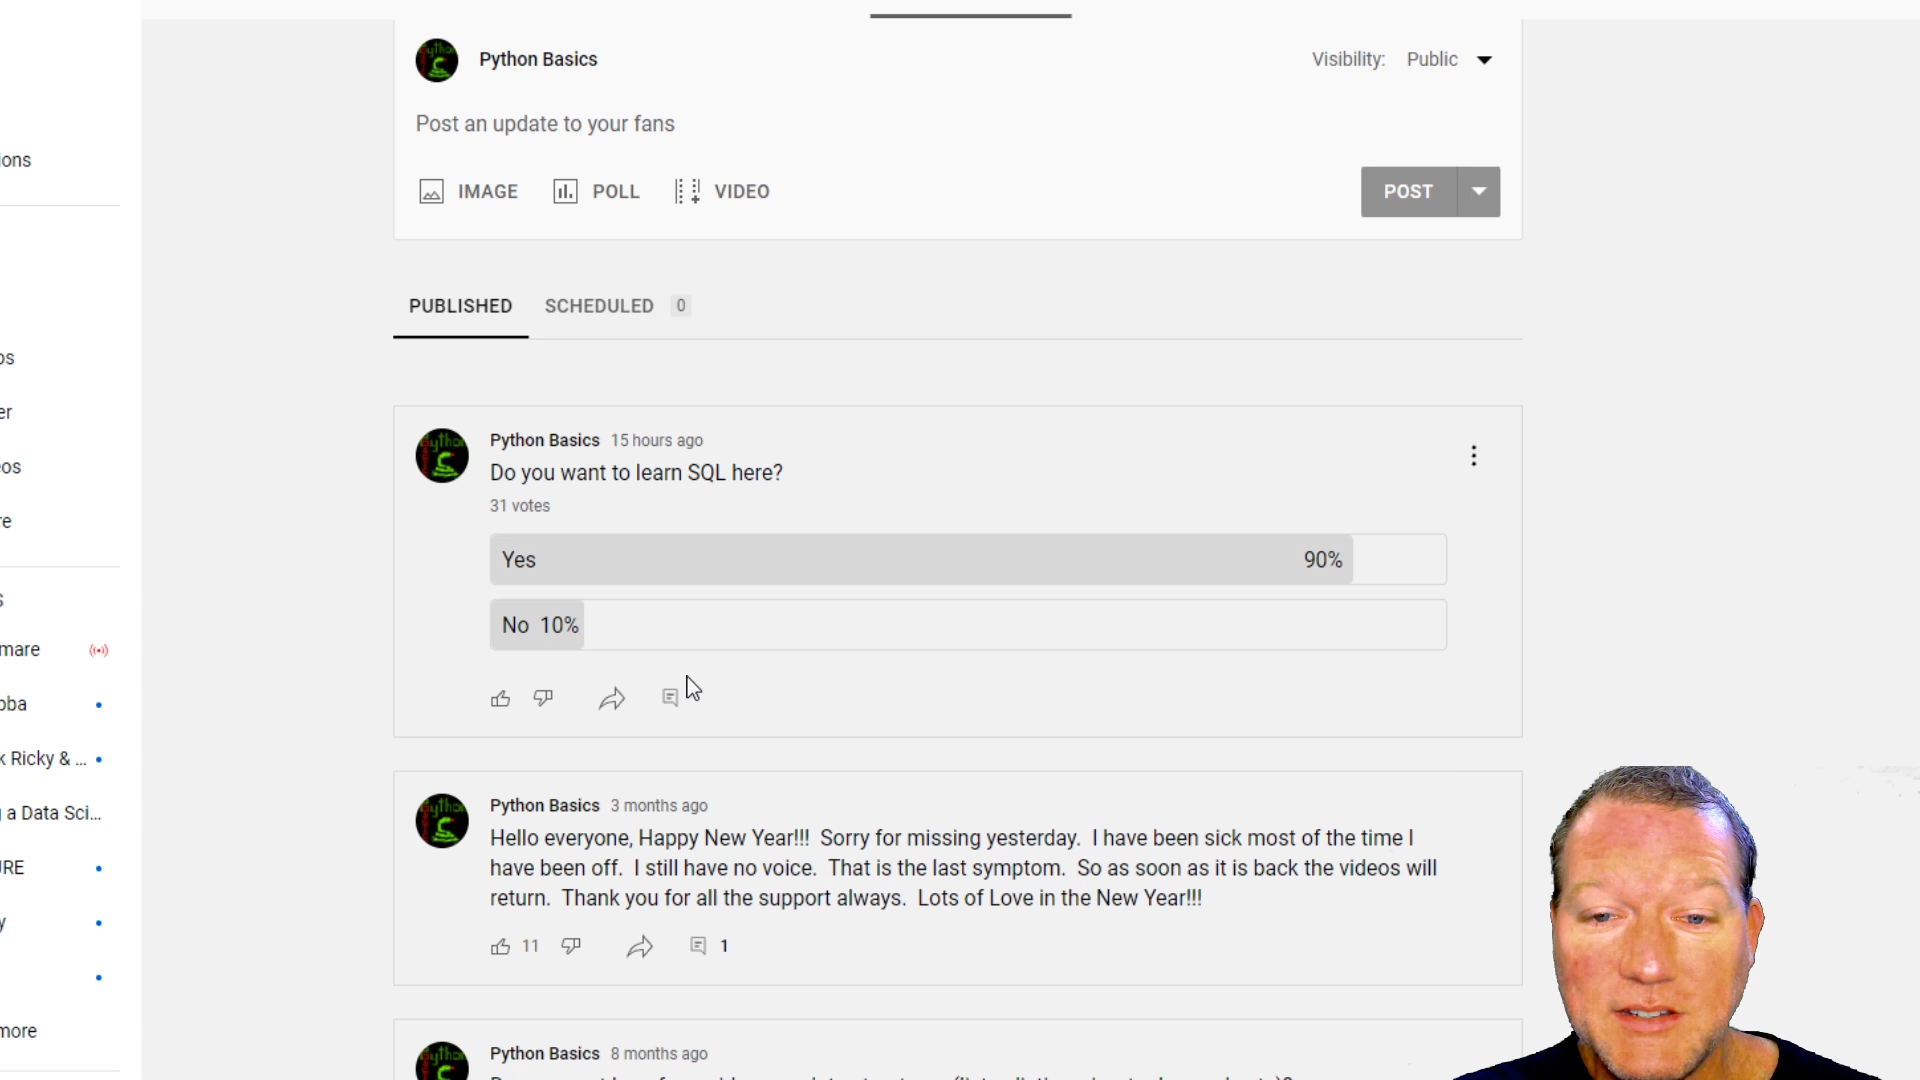 Python Basics
Visibility: Public
Post an update to your fans
IMAGE POLL VIDEO
POST
PUBLISHED SCHEDULED 0
Python Basics 15 hours ago
Do you want to learn SQL here?
31 votes
Yes 90%
No 10%
Python Basics 3 months ago
Hello everyone, Happy New Year!!! Sorry for missing yesterday. I have been sick most of the time I
have been off. I still have no voice. That is the last symptom. So as soon as it is back the videos will
return. Thank you for all the support always. Lots of Love in the New Year!!!
11 1
Python Basics 8 months ago
ions
os
er
eos
re
S
mare
oba
k Ricky & ...
a Data Sci...
URE
y
more